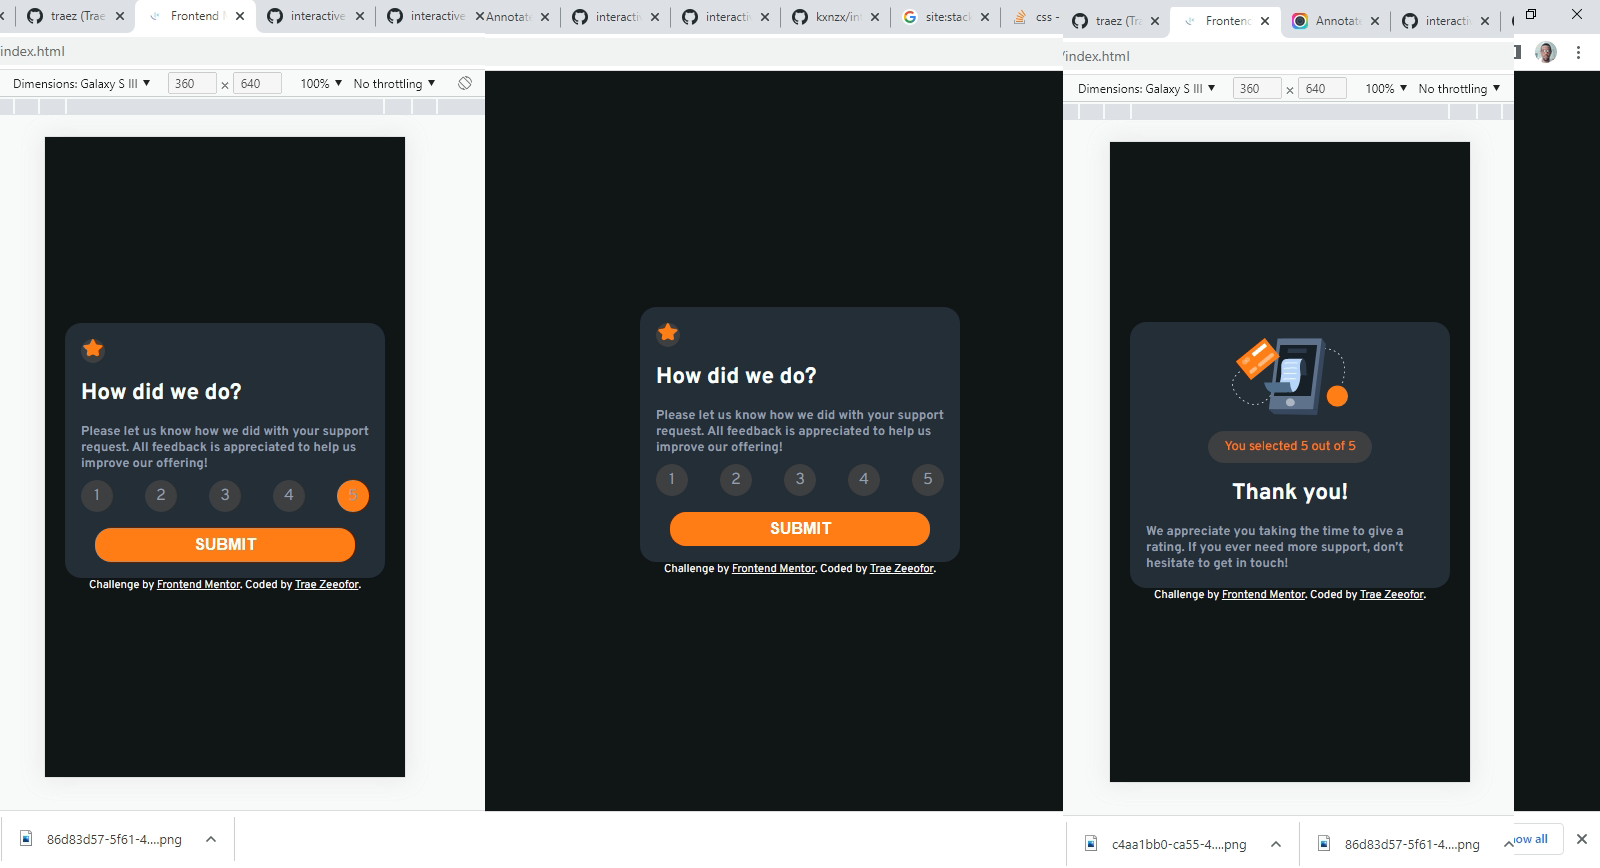 traez (Trae
Frontend M
interactive
interactive
Annotate
interacti
interacti
kxnzx/in
site:stac
css -
traez (Tra
Frontend
Annotate
interacti
index.html
/index.html
Dimensions: Galaxy S III
360 x 640
100%
No throttling
Dimensions: Galaxy S III
360 x 640
100%
No throttling
How did we do?
Please let us know how we did with your support
request. All feedback is appreciated to help us
improve our offering!
1 2 3 4 5
SUBMIT
Challenge by Frontend Mentor. Coded by Trae Zeeofor.
How did we do?
Please let us know how we did with your support
request. All feedback is appreciated to help us
improve our offering!
1 2 3 4 5
SUBMIT
Challenge by Frontend Mentor. Coded by Trae Zeeofor.
You selected 5 out of 5
Thank you!
We appreciate you taking the time to give a
rating. If you ever need more support, don't
hesitate to get in touch!
Challenge by Frontend Mentor. Coded by Trae Zeeofor.
86d83d57-5f61-4....png
c4aa1bb0-ca55-4....png
86d83d57-5f61-4....png
ow all